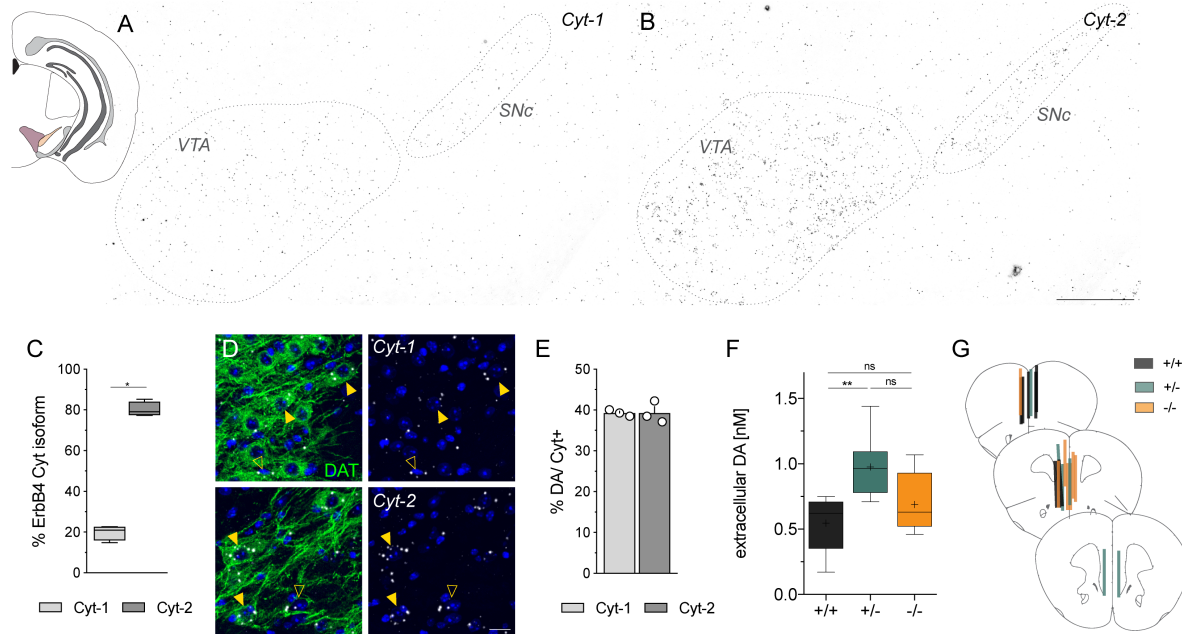 A
Cyt-1
B
Cyt-2
VTA
SNc
VTA
SNc
C
% ErbB4 Cyt isoform
100
80
60
40
20
0
*
Cyt-1
Cyt-2
D
DAT
Cyt-1
Cyt-2
E
% DA/ Cyt+
50
40
30
20
10
0
Cyt-1
Cyt-2
F
extracellular DA [nM]
1.5
1.0
0.5
0.0
ns
**
ns
+/+
+/-
-/-
G
+/+
+/-
-/-